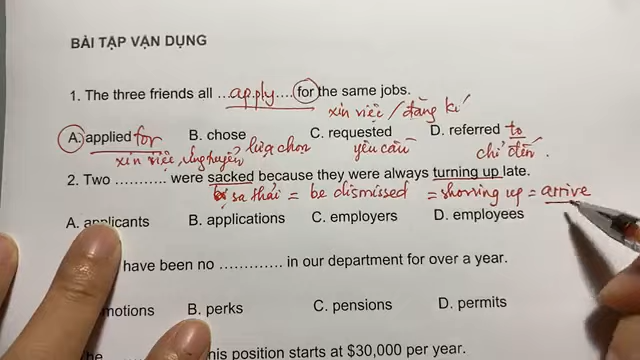 BÀI TẬP VẬN DỤNG
1. The three friends all ...apply....for the same jobs.
xin việc / đăng kí
A. applied for B. chose C. requested D. referred to
xin việc, ứng tuyển lựa chọn yêu cầu chỉ đến.
2. Two ........... were sacked because they were always turning up late.
sa thải = be dismissed = showing up = arrive
A. applicants B. applications C. employers D. employees
have been no ............. in our department for over a year.
motions B. perks C. pensions D. permits
his position starts at $30,000 per year.